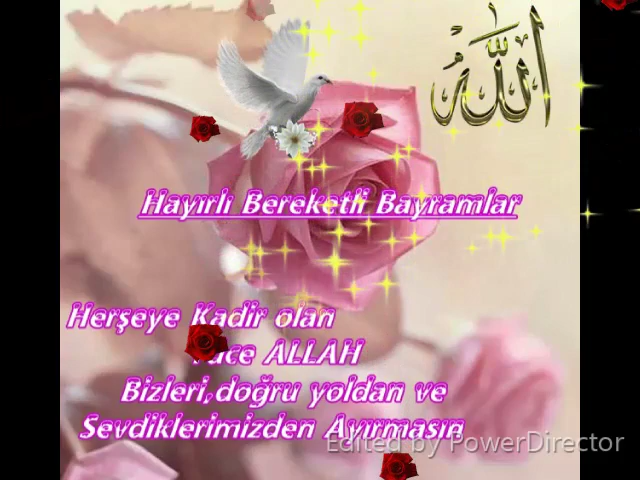 الله
Hayırlı Bereketli Bayramlar
Herşeye Kadir olan
ALLAH
Bizleri,doğru yoldan ve
Sevdiklerimizden Ayırmasın
Edited by PowerDirector